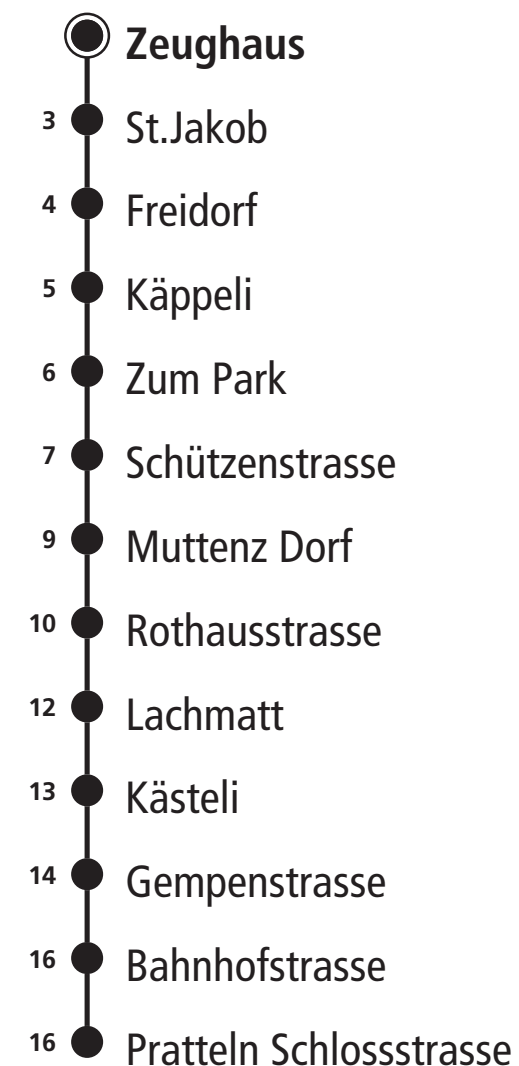 Zeughaus
3 St.Jakob
4 Freidorf
5 Käppeli
6 Zum Park
7 Schützenstrasse
9 Muttenz Dorf
10 Rothausstrasse
12 Lachmatt
13 Kästeli
14 Gempenstrasse
16 Bahnhofstrasse
16 Pratteln Schlossstrasse